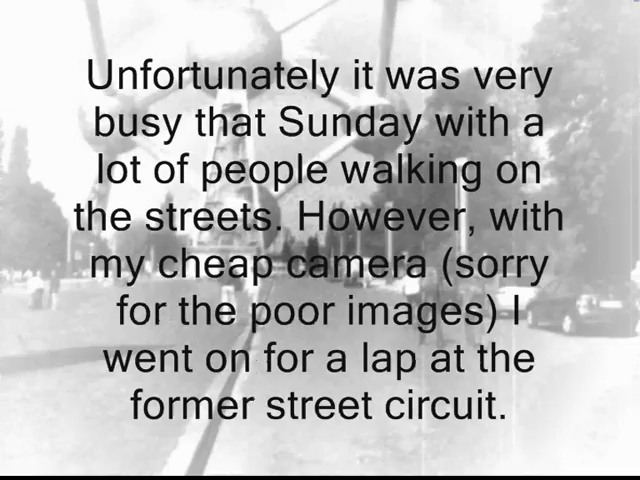 Unfortunately it was very
busy that Sunday with a
lot of people walking on
the streets. However, with
my cheap camera (sorry
for the poor images) I
went on for a lap at the
former street circuit.